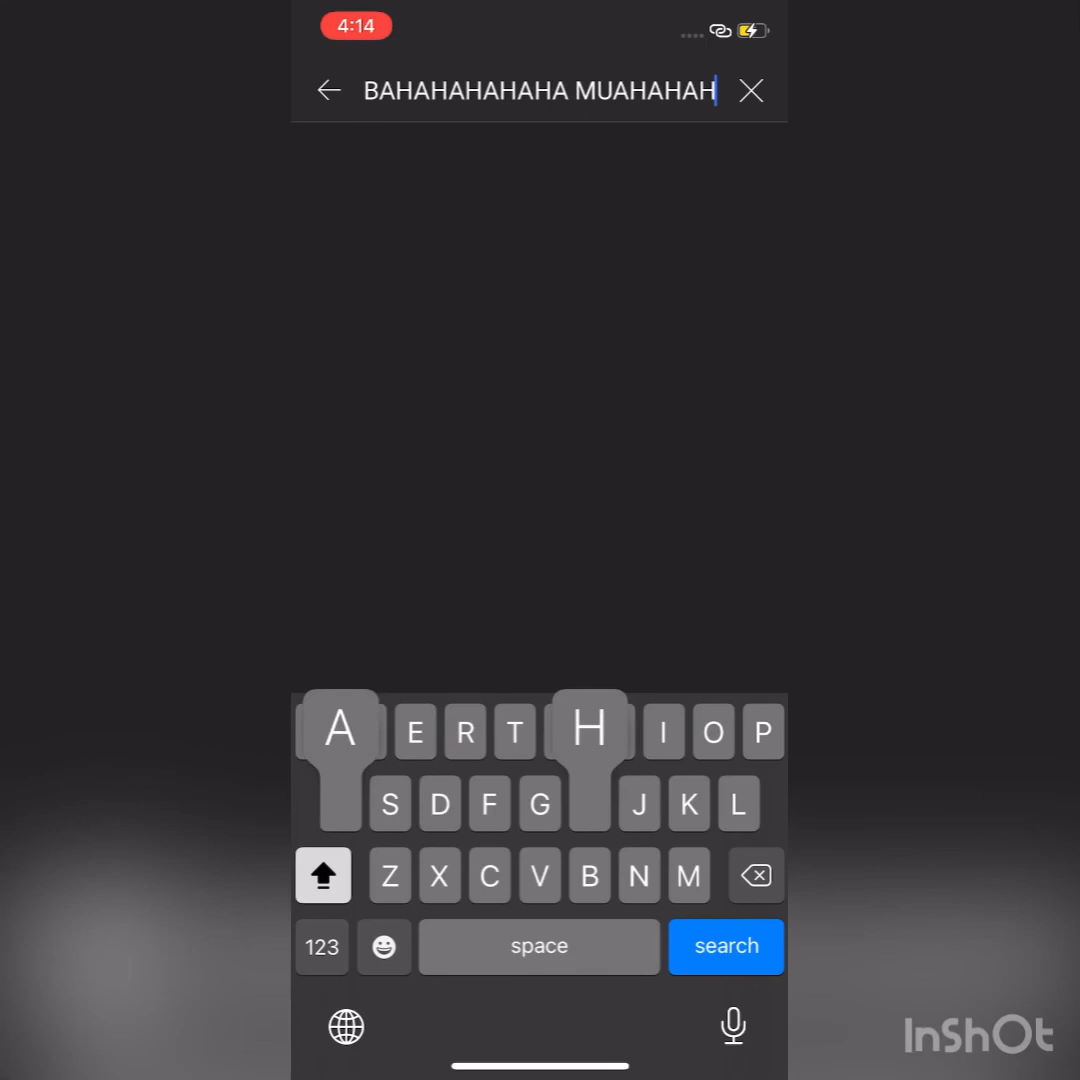 4:14
BAHAHAHAHAHA MUAHAHAH
A E R T H I O P
S D F G J K L
Z X C V B N M
123 space search
InShOt